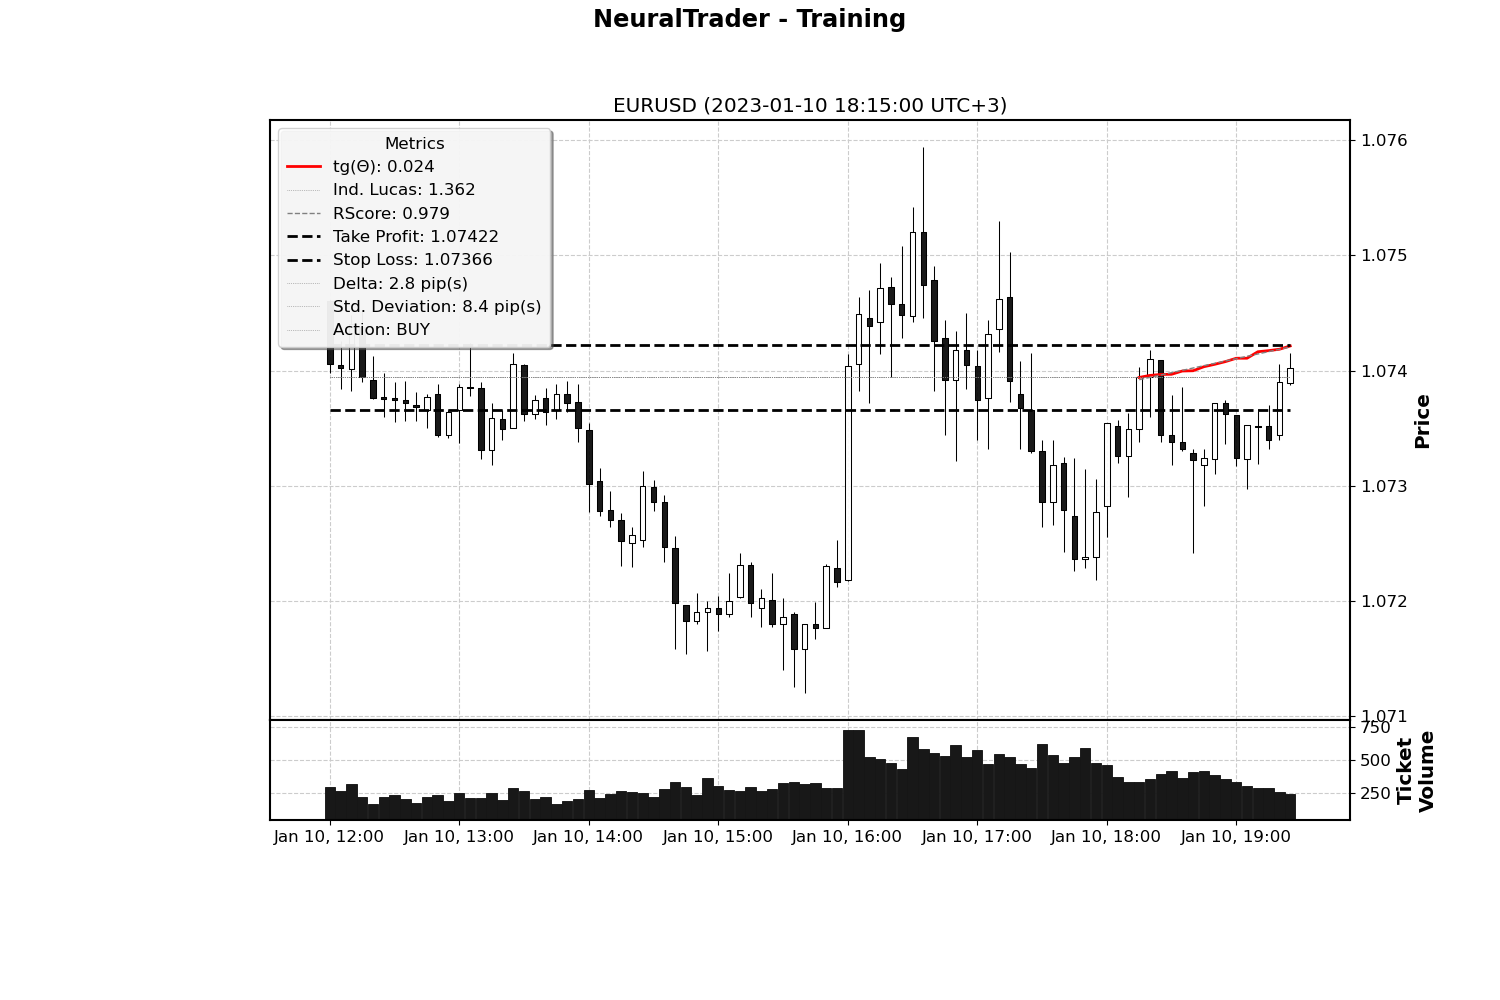 NeuralTrader - Training
EURUSD (2023-01-10 18:15:00 UTC+3)
Metrics
tg(Θ): 0.024
Ind. Lucas: 1.362
RScore: 0.979
Take Profit: 1.07422
Stop Loss: 1.07366
Delta: 2.8 pip(s)
Std. Deviation: 8.4 pip(s)
Action: BUY
1.076
1.075
1.074
1.073
1.072
1.071
Price
750
500
250
Ticket
Volume
Jan 10, 12:00
Jan 10, 13:00
Jan 10, 14:00
Jan 10, 15:00
Jan 10, 16:00
Jan 10, 17:00
Jan 10, 18:00
Jan 10, 19:00